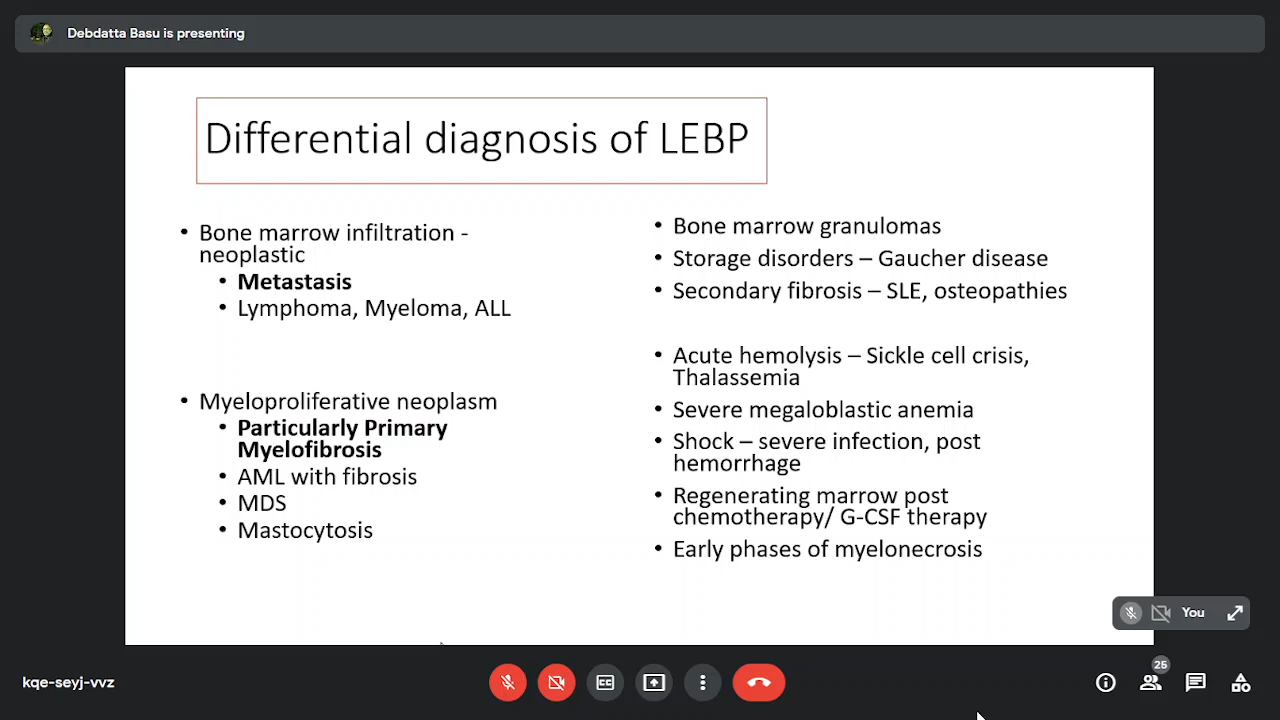 Debdatta Basu is presenting
Differential diagnosis of LEBP
• Bone marrow infiltration -
neoplastic
• Metastasis
• Lymphoma, Myeloma, ALL
• Myeloproliferative neoplasm
• Particularly Primary
Myelofibrosis
• AML with fibrosis
• MDS
• Mastocytosis
• Bone marrow granulomas
• Storage disorders – Gaucher disease
• Secondary fibrosis – SLE, osteopathies
• Acute hemolysis – Sickle cell crisis,
Thalassemia
• Severe megaloblastic anemia
• Shock – severe infection, post
hemorrhage
• Regenerating marrow post
chemotherapy/ G-CSF therapy
• Early phases of myelonecrosis
You
kqe-seyj-vvz
CC
25